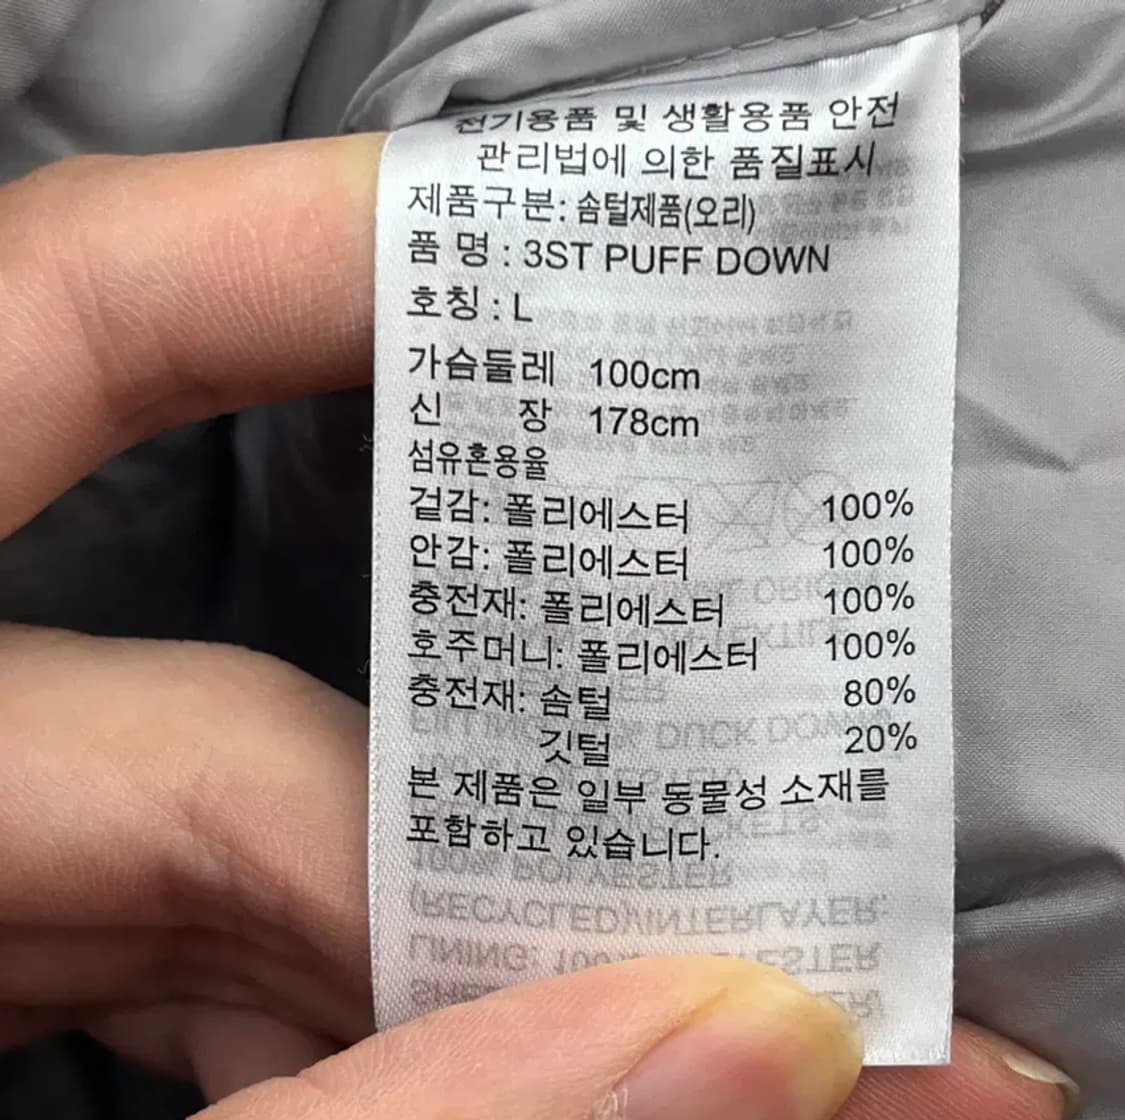 전기용품 및 생활용품 안전
관리법에 의한 품질표시
제품구분: 솜털제품(오리)
품 명 : 3ST PUFF DOWN
호칭 : L
가슴둘레 100cm
신 장 178cm
섬유혼용율
겉감: 폴리에스터 100%
안감: 폴리에스터 100%
충전재: 폴리에스터 100%
호주머니: 폴리에스터 100%
충전재: 솜털 80%
깃털 20%
본 제품은 일부 동물성 소재를
포함하고 있습니다.
100% POLYESTER
(RECYCLED)/INTERLAYER:
LINING: 100%